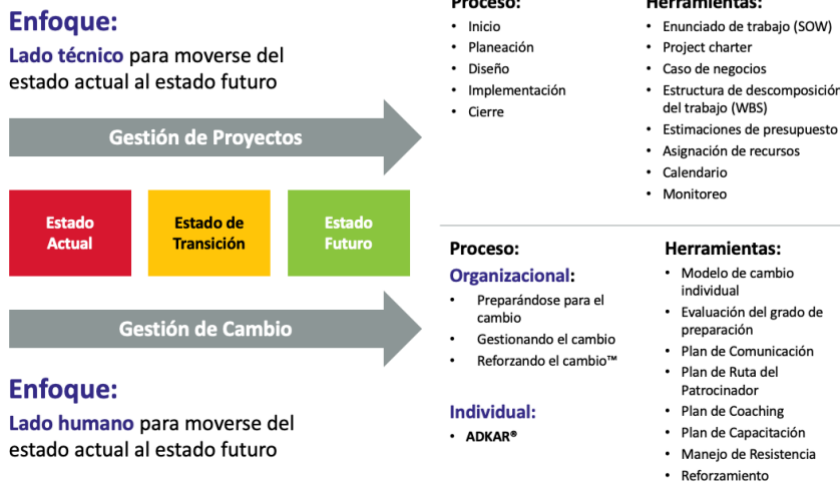 Enfoque:
Lado técnico para moverse del
estado actual al estado futuro
Gestión de Proyectos
Estado
Actual
Estado de
Transición
Estado
Futuro
Gestión de Cambio
Enfoque:
Lado humano para moverse del
estado actual al estado futuro
Proceso:
• Inicio
• Planeación
• Diseño
• Implementación
• Cierre
Herramientas:
• Enunciado de trabajo (SOW)
• Project charter
• Caso de negocios
• Estructura de descomposición
del trabajo (WBS)
• Estimaciones de presupuesto
• Asignación de recursos
• Calendario
• Monitoreo
Proceso:
Organizacional:
• Preparándose para el
cambio
• Gestionando el cambio
• Reforzando el cambio™
Individual:
• ADKAR®
Herramientas:
• Modelo de cambio
individual
• Evaluación del grado de
preparación
• Plan de Comunicación
• Plan de Ruta del
Patrocinador
• Plan de Coaching
• Plan de Capacitación
• Manejo de Resistencia
• Reforzamiento